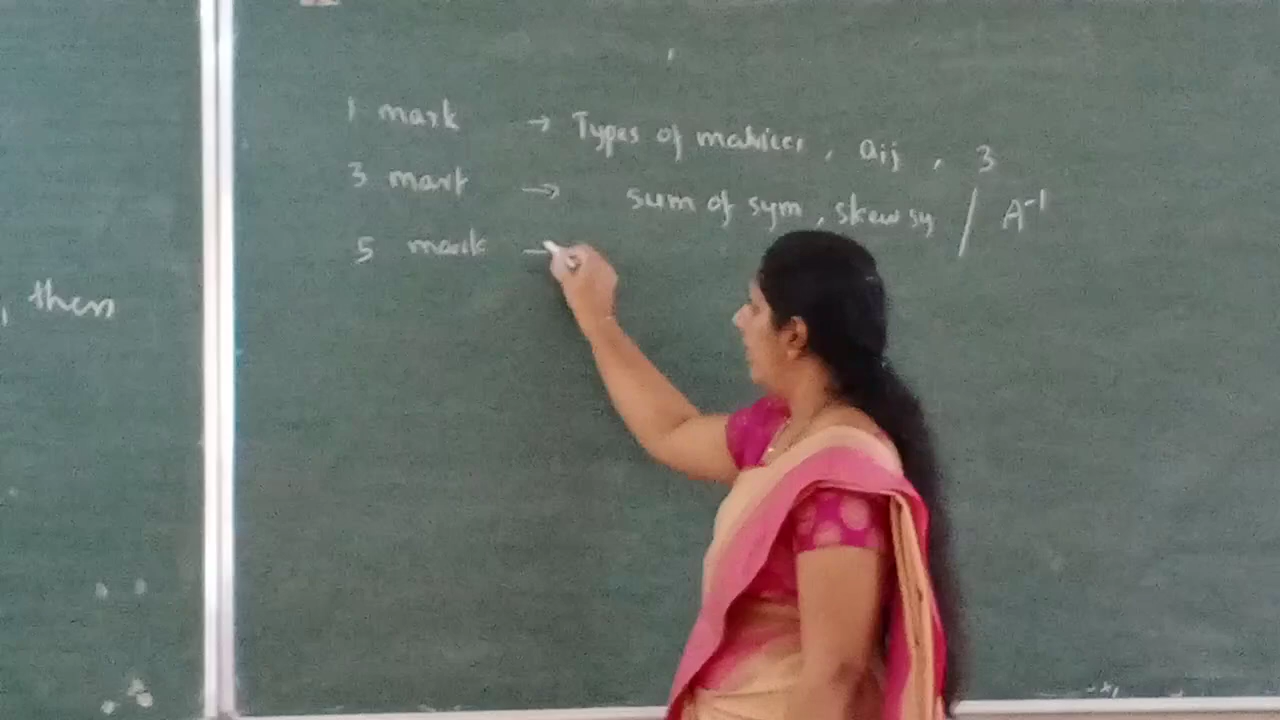 , then
1 mark → Types of matrices, aij, 3
3 mark → sum of sym, skew sy / A⁻¹
5 mark →